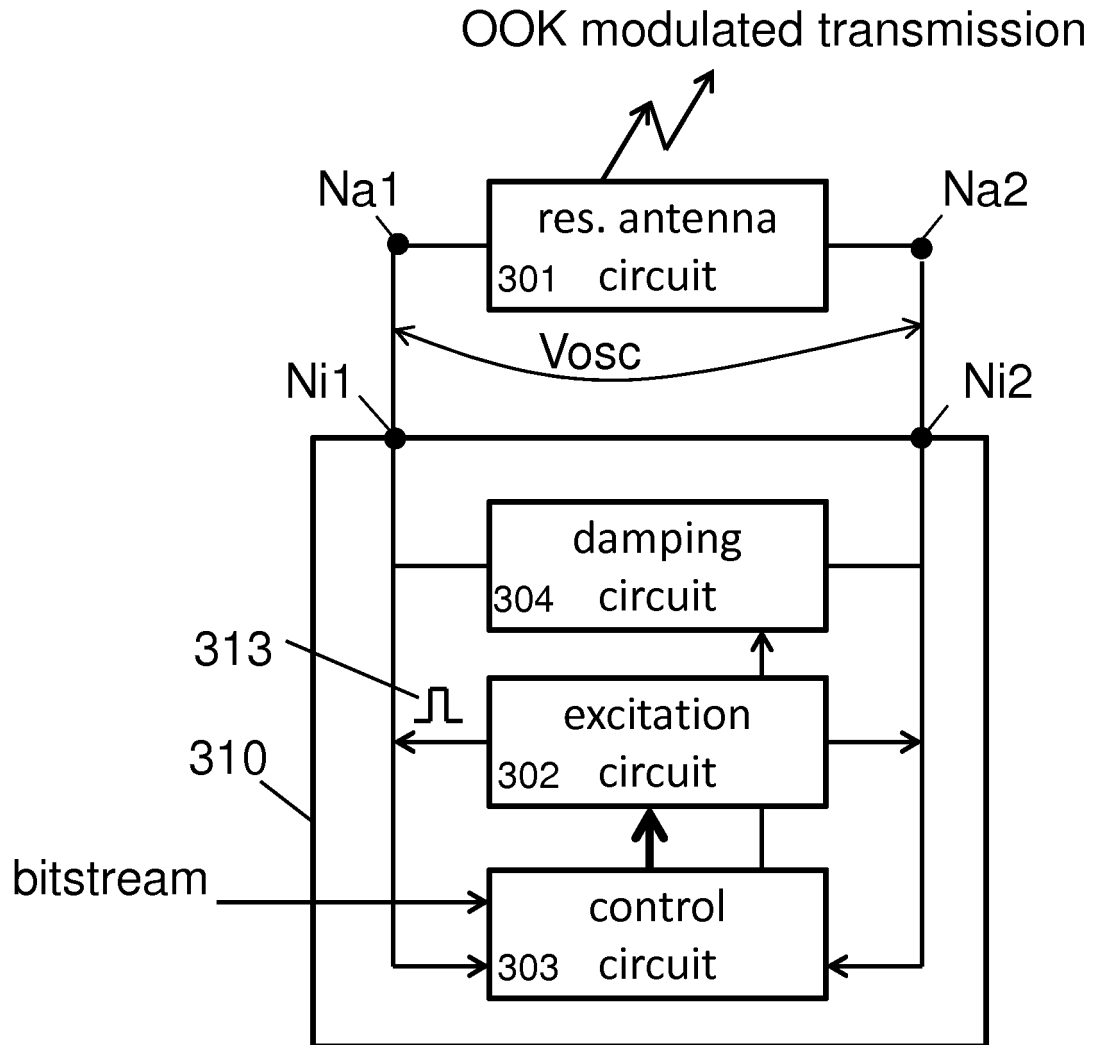 OOK modulated transmission
Na1
Na2
res. antenna
301 circuit
Vosc
Ni1
Ni2
damping
304 circuit
313
excitation
310
302 circuit
bitstream
control
303 circuit